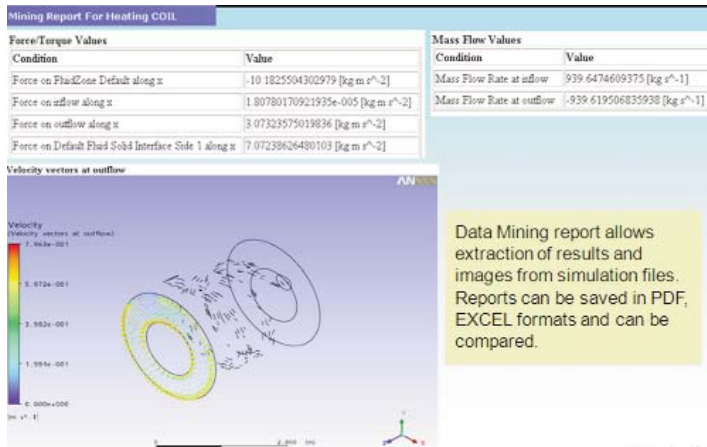 Mining Report For Heating COIL
Force/Torque Values
Condition Value
Force on FluidZone Default along x -10.1825504302979 [kg m s^-2]
Force on inflow along x 1.80780170921935e-005 [kg m s^-2]
Force on outflow along x 3.07323575019836 [kg m s^-2]
Force on Default Fluid Solid Interface Side 1 along x 7.07238626480103 [kg m s^-2]
Mass Flow Values
Condition Value
Mass Flow Rate at inflow 939.6474609375 [kg s^-1]
Mass Flow Rate at outflow -939.619506835938 [kg s^-1]
Velocity vectors at outflow
Velocity
(Velocity vectors at outflow)
5.972e-001
0.000e+000
[m s^-1]
Data Mining report allows
extraction of results and
images from simulation files.
Reports can be saved in PDF,
EXCEL formats and can be
compared.